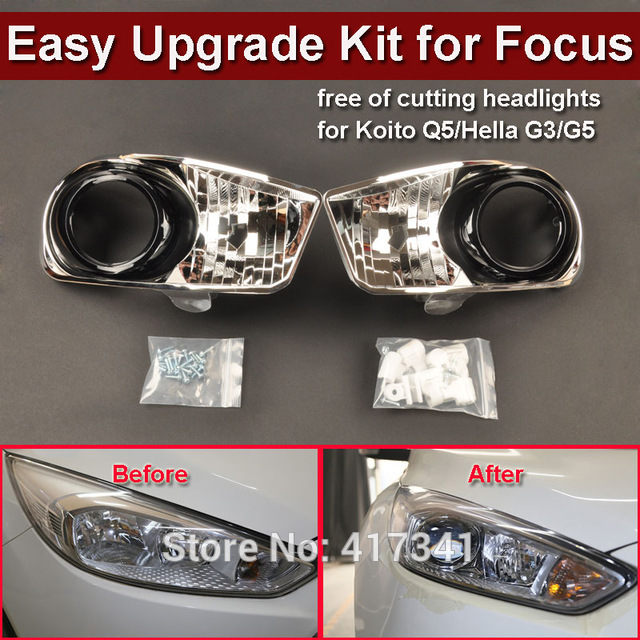 Easy Upgrade Kit for Focus
free of cutting headlights
for Koito Q5/Hella G3/G5
Before
After
Store No: 417341